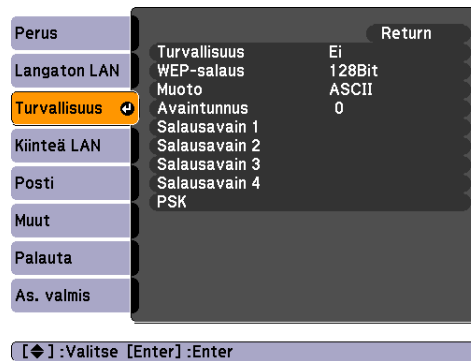 Perus
Langaton LAN
Turvallisuus
Kiinteä LAN
Posti
Muut
Palauta
As. valmis
Return
Turvallisuus Ei
WEP-salaus 128Bit
Muoto ASCII
Avaintunnus 0
Salausavain 1
Salausavain 2
Salausavain 3
Salausavain 4
PSK
[◆] :Valitse [Enter] :Enter